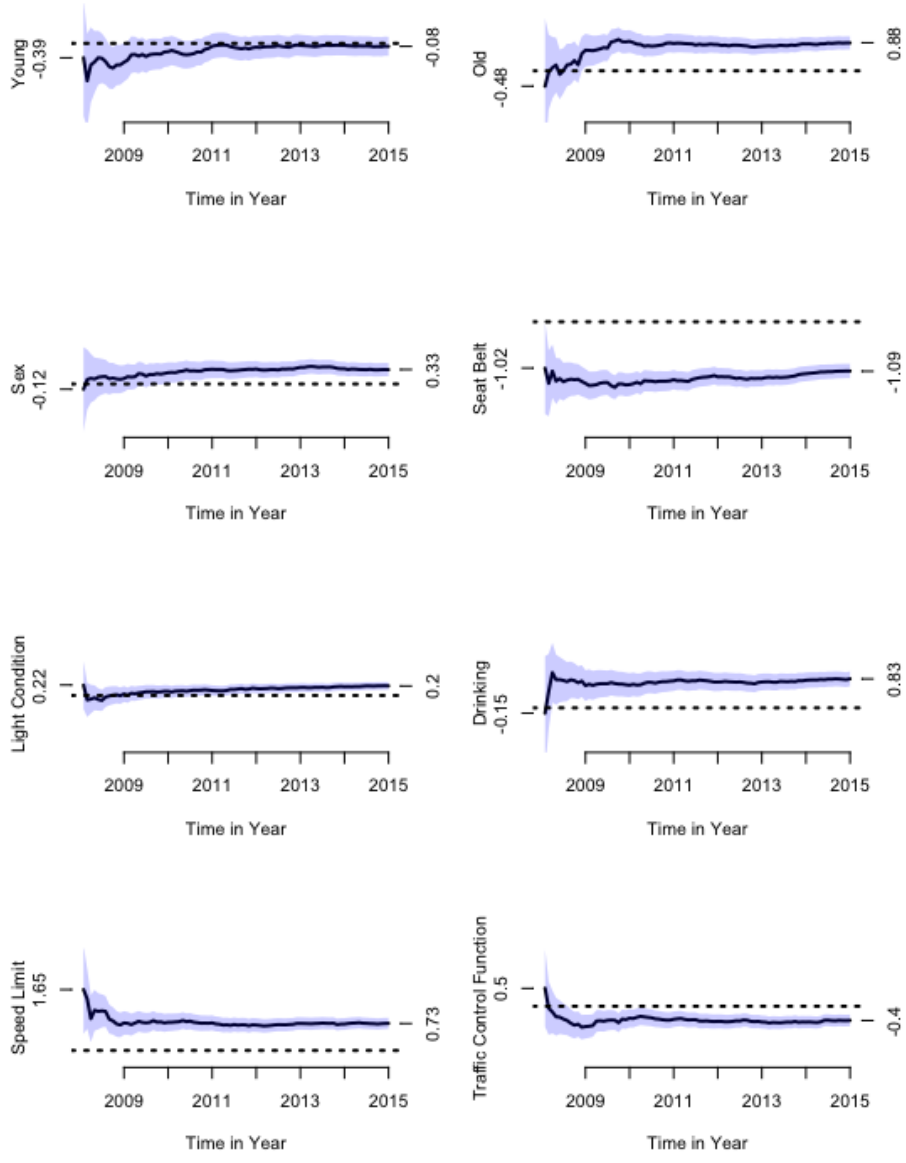 Young
-0.39
-0.08
2009 2011 2013 2015
Time in Year
Old
-0.48
0.88
2009 2011 2013 2015
Time in Year
Sex
-0.12
0.33
2009 2011 2013 2015
Time in Year
Seat Belt
-1.02
-1.09
2009 2011 2013 2015
Time in Year
Light Condition
0.22
0.2
2009 2011 2013 2015
Time in Year
Drinking
-0.15
0.83
2009 2011 2013 2015
Time in Year
Speed Limit
1.65
0.73
2009 2011 2013 2015
Time in Year
Traffic Control Function
0.5
-0.4
2009 2011 2013 2015
Time in Year